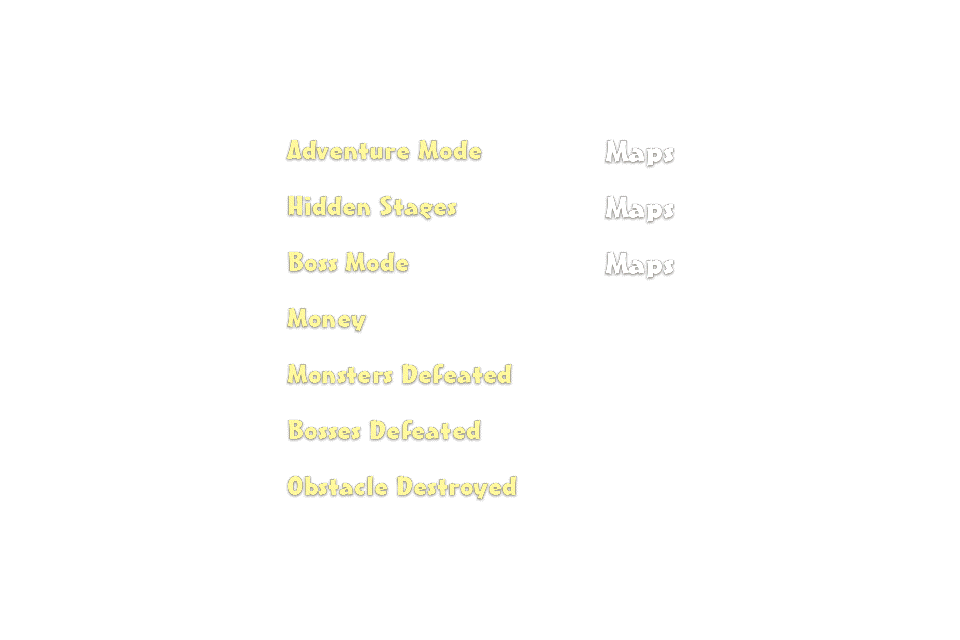 Adventure Mode Maps
Hidden Stages Maps
Boss Mode Maps
Money
Monsters Defeated
Bosses Defeated
Obstacle Destroyed